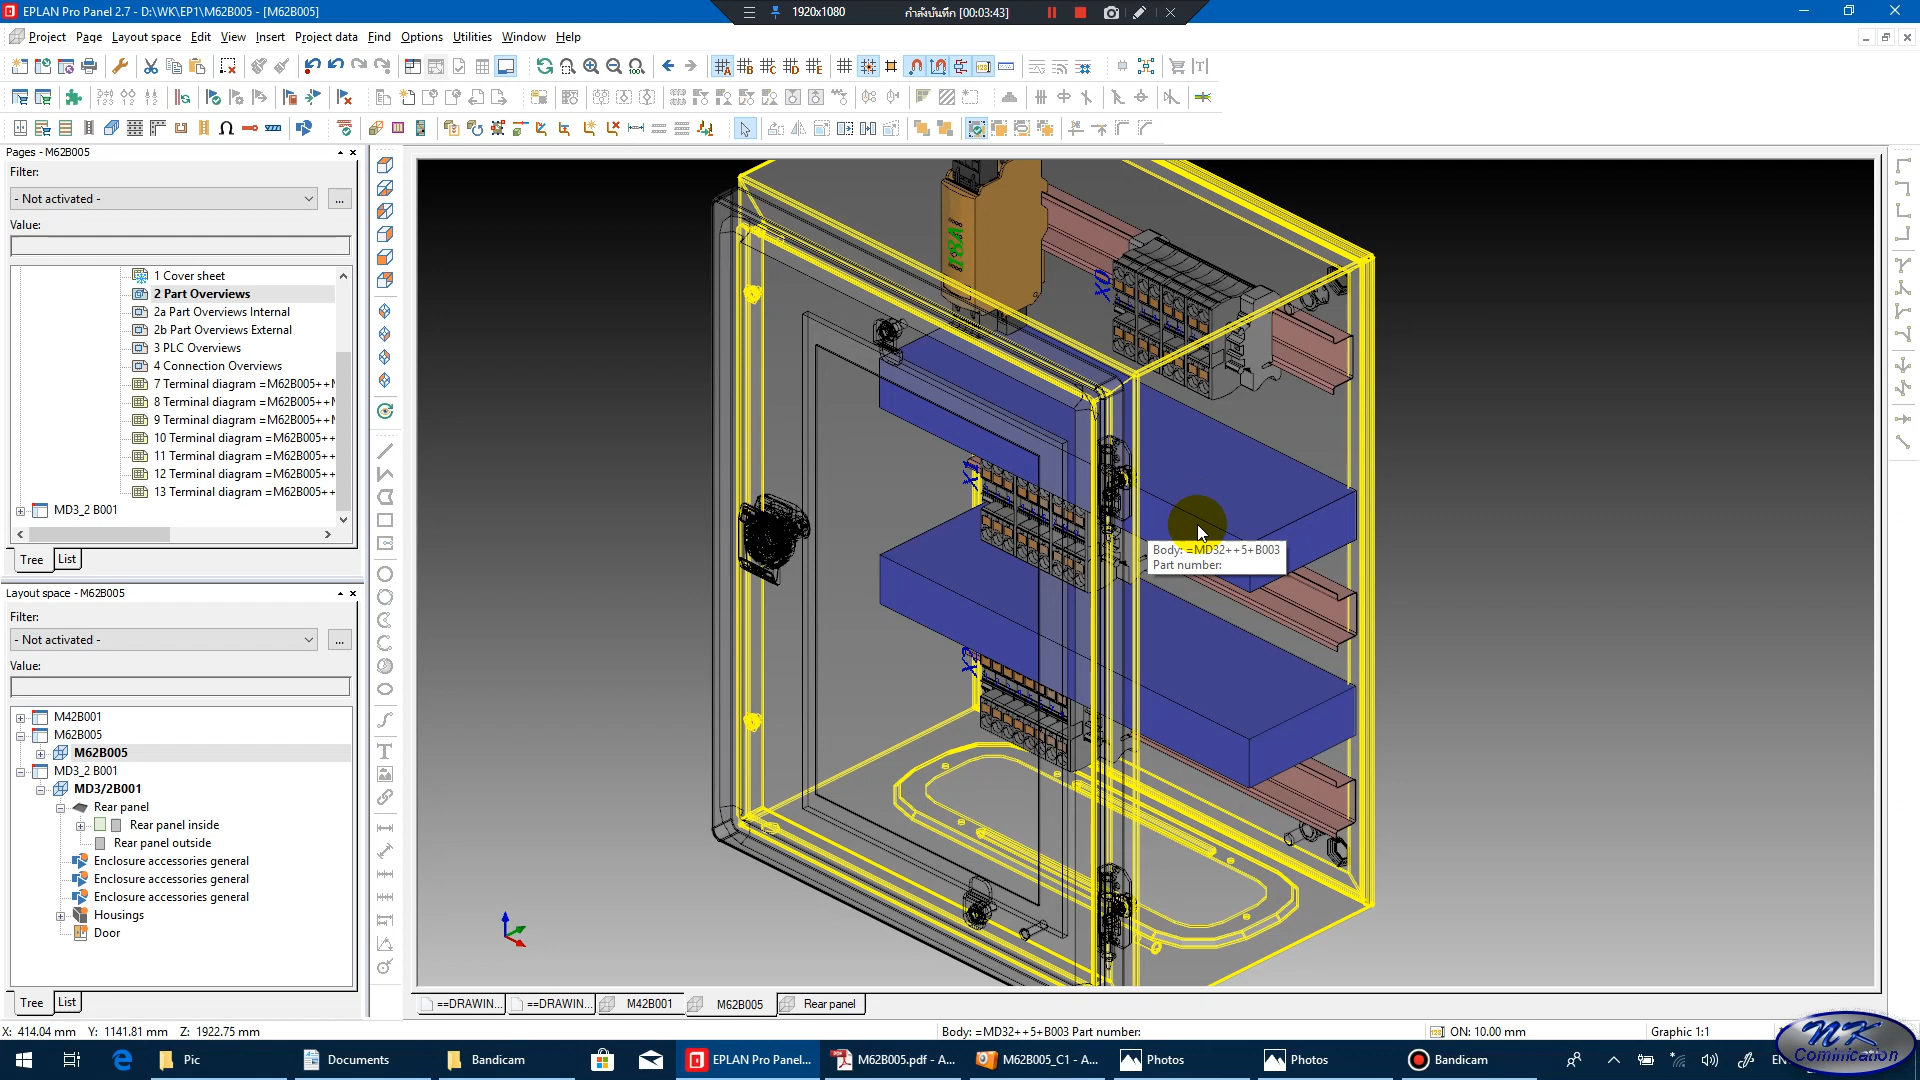 EPLAN Pro Panel 2.7 - D:\WK\EP1\M62B005 - [M62B005]
1920x1080
กำลังบันทึก [00:03:43]
Project Page Layout space Edit View Insert Project data Find Options Utilities Window Help
Pages - M62B005
Filter:
- Not activated -
...
Value:
1 Cover sheet
2 Part Overviews
2a Part Overviews Internal
2b Part Overviews External
3 PLC Overviews
4 Connection Overviews
7 Terminal diagram =M62B005++
8 Terminal diagram =M62B005++
9 Terminal diagram =M62B005++
10 Terminal diagram =M62B005++
11 Terminal diagram =M62B005++
12 Terminal diagram =M62B005++
13 Terminal diagram =M62B005++
MD3_2 B001
Tree List
Layout space - M62B005
Filter:
- Not activated -
...
Value:
M42B001
M62B005
M62B005
MD3_2 B001
MD3/2B001
Rear panel
Rear panel inside
Rear panel outside
Enclosure accessories general
Enclosure accessories general
Enclosure accessories general
Housings
Door
Tree List
X0
Body: =MD32++5+B003
Part number:
==DRAWIN... ==DRAWIN... M42B001 M62B005 Rear panel
X: 414.04 mm Y: 1141.81 mm Z: 1922.75 mm
Body: =MD32++5+B003 Part number:
ON: 10.00 mm
Graphic 1:1
Pic
Documents
Bandicam
EPLAN Pro Panel...
M62B005.pdf - A...
M62B005_C1 - A...
Photos
Photos
Bandicam
NK
Cominication